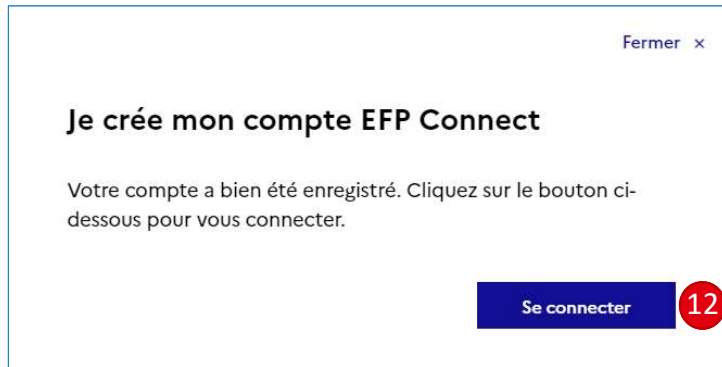 Fermer ×
Je crée mon compte EFP Connect
Votre compte a bien été enregistré. Cliquez sur le bouton ci-
dessous pour vous connecter.
Se connecter
12